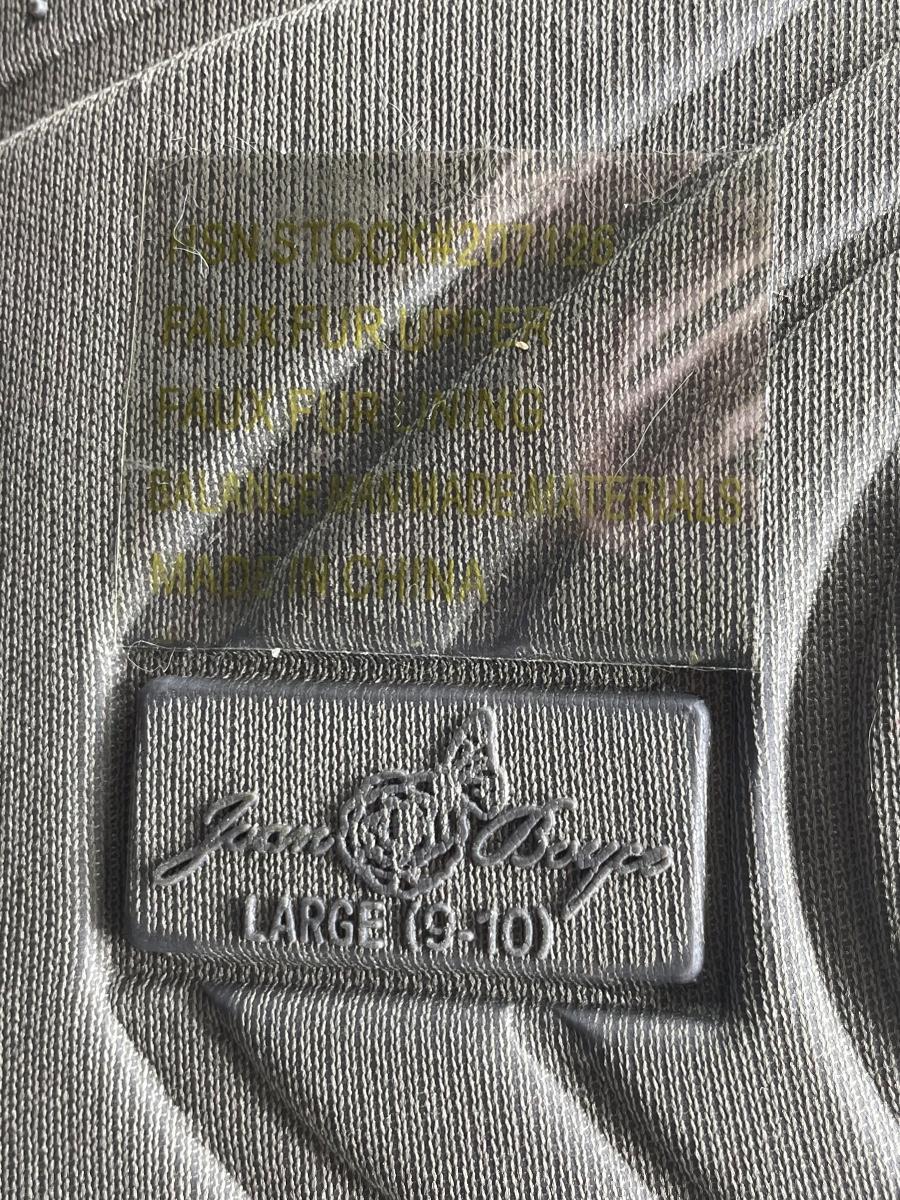 HSN STOCK#207126
FAUX FUR UPPER
FAUX FUR LINING
BALANCE MAN MADE MATERIALS
MADE IN CHINA
Joan Boyce
LARGE (9-10)